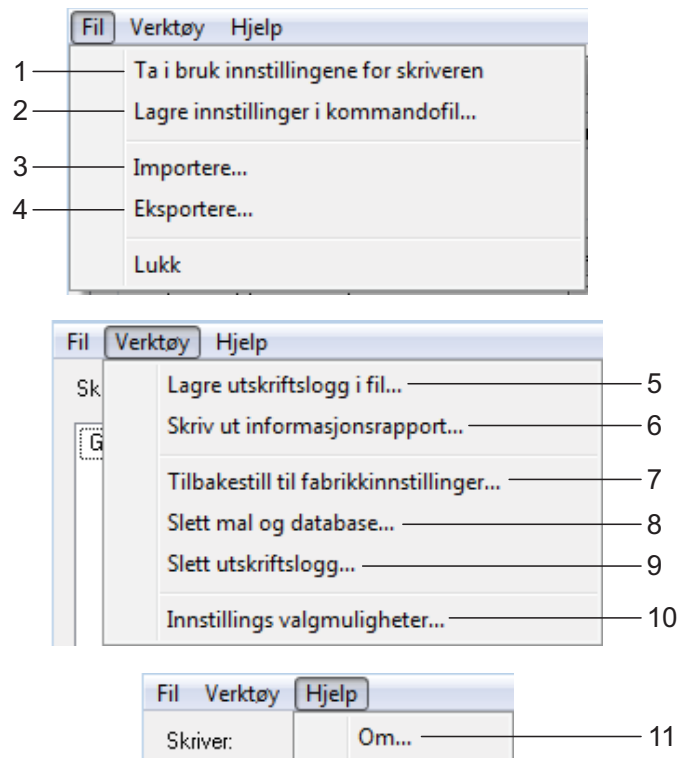 Fil Verktøy Hjelp
1 Ta i bruk innstillingene for skriveren
2 Lagre innstillinger i kommandofil...
3 Importere...
4 Eksportere...
Lukk
Fil Verktøy Hjelp
Sk Lagre utskriftslogg i fil... 5
G Skriv ut informasjonsrapport... 6
Tilbakestill til fabrikkinnstillinger... 7
Slett mal og database... 8
Slett utskriftslogg... 9
Innstillings valgmuligheter... 10
Fil Verktøy Hjelp
Skriver: Om... 11